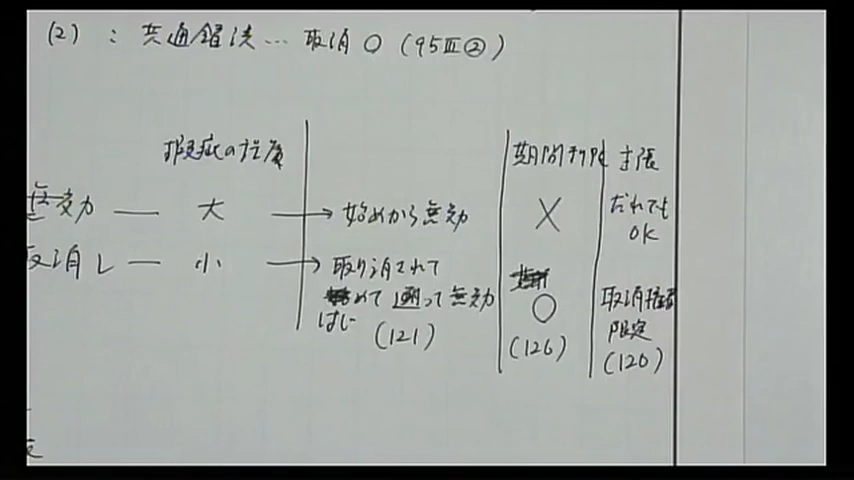 (2) : 共通錯誤… 取消 ○ (95Ⅲ②)
瑕疵の程度
期間制限
主張
無効 — 大 → 始めから無効
×
だれでも
OK
取消し — 小 → 取り消されて
はじめて遡って無効
(121)
○
(126)
取消権者
限定
(120)